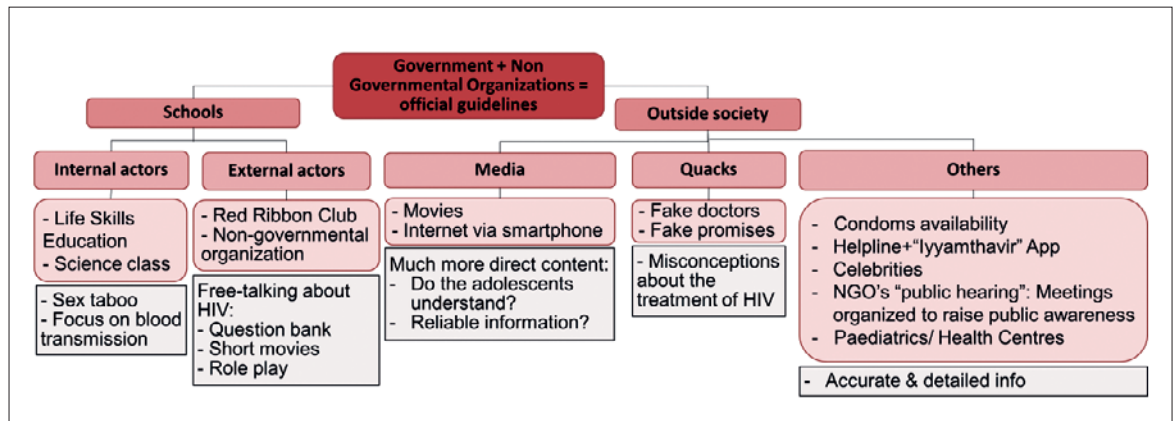 Government + Non
Governmental Organizations =
official guidelines
Schools
Outside society
Internal actors
External actors
Media
Quacks
Others
- Life Skills
Education
- Science class
- Sex taboo
- Focus on blood
transmission
- Red Ribbon Club
- Non-governmental
organization
Free-talking about
HIV:
- Question bank
- Short movies
- Role play
- Movies
- Internet via smartphone
Much more direct content:
- Do the adolescents
understand?
- Reliable information?
- Fake doctors
- Fake promises
- Misconceptions
about the
treatment of HIV
- Condoms availability
- Helpline+“Iyyamthavir” App
- Celebrities
- NGO’s “public hearing”: Meetings
organized to raise public awareness
- Paediatrics/ Health Centres
- Accurate & detailed info